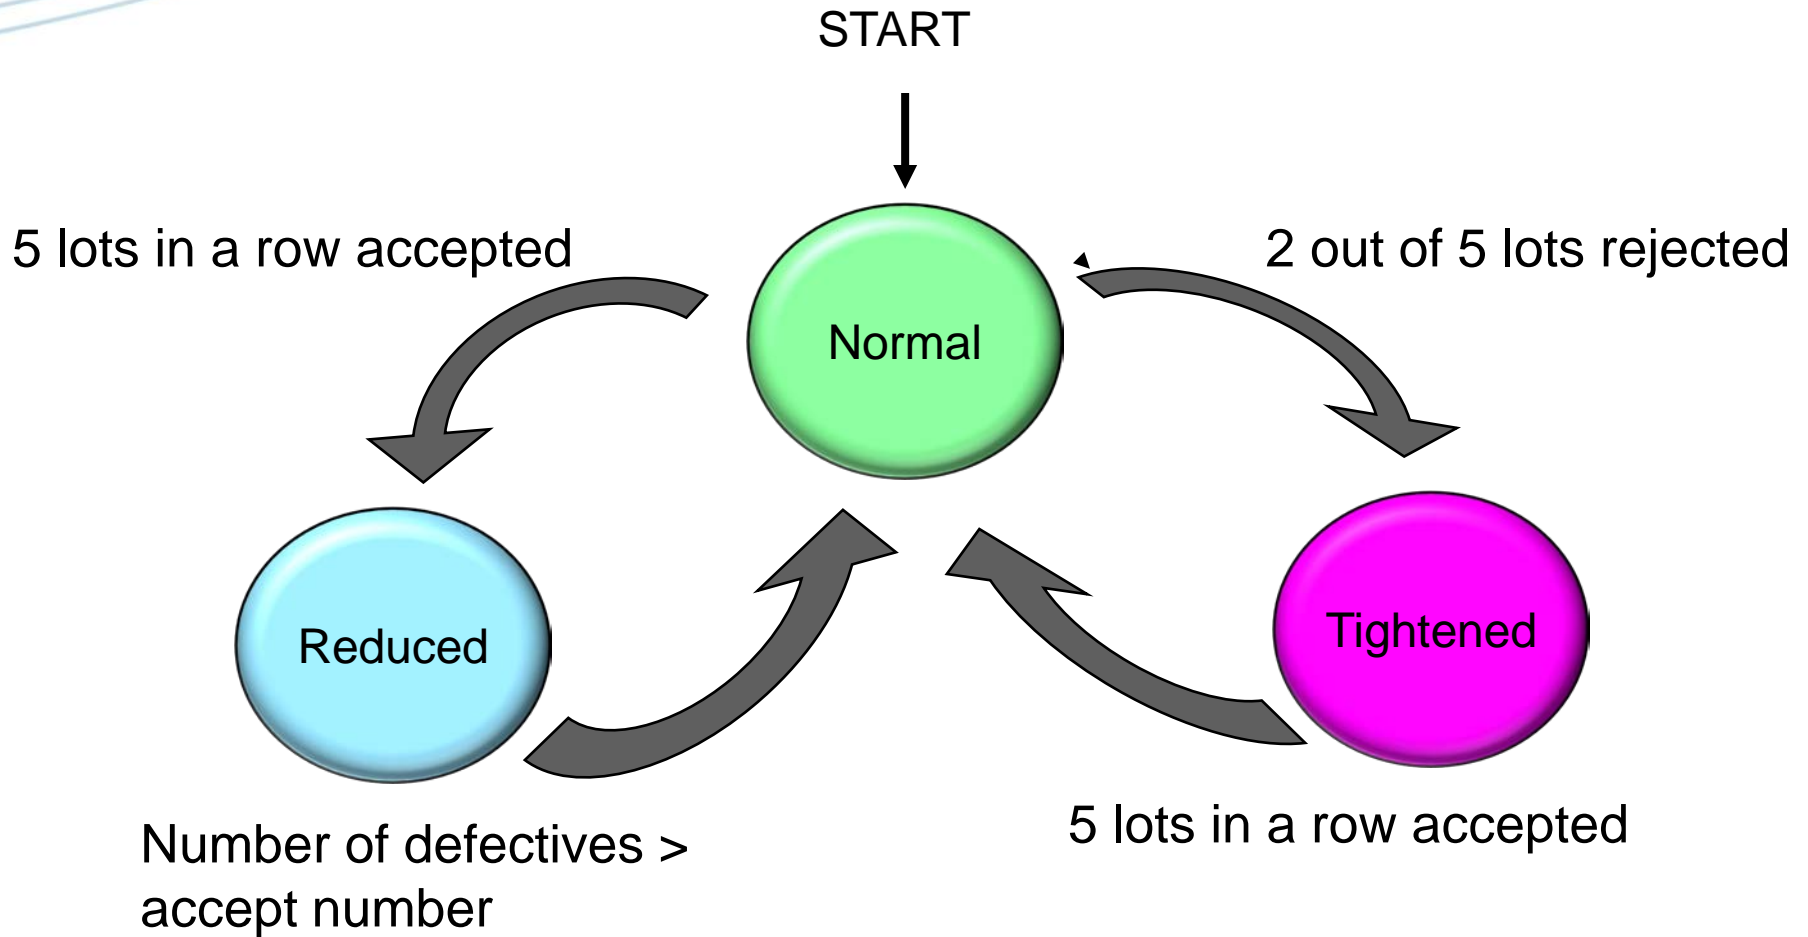 START
5 lots in a row accepted
2 out of 5 lots rejected
Normal
Reduced
Tightened
Number of defectives >
accept number
5 lots in a row accepted